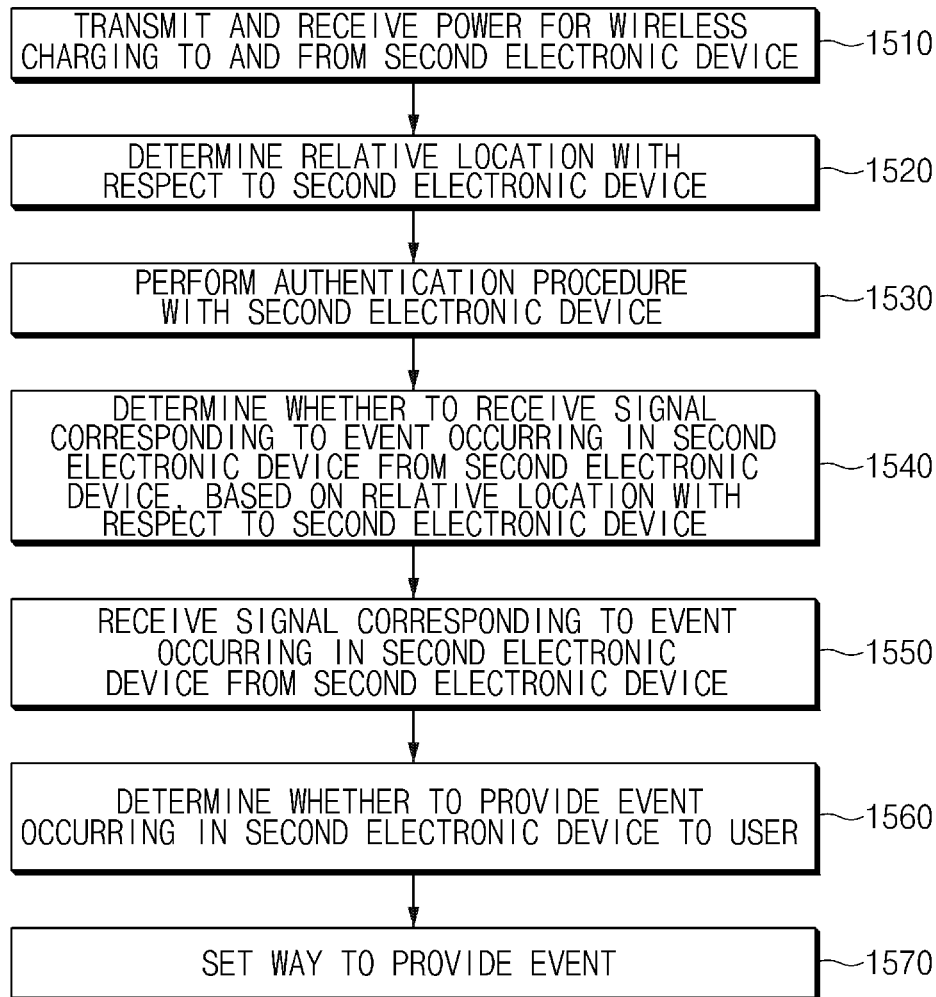 TRANSMIT AND RECEIVE POWER FOR WIRELESS
CHARGING TO AND FROM SECOND ELECTRONIC DEVICE
1510
DETERMINE RELATIVE LOCATION WITH
RESPECT TO SECOND ELECTRONIC DEVICE
1520
PERFORM AUTHENTICATION PROCEDURE
WITH SECOND ELECTRONIC DEVICE
1530
DETERMINE WHETHER TO RECEIVE SIGNAL
CORRESPONDING TO EVENT OCCURRING IN SECOND
ELECTRONIC DEVICE FROM SECOND ELECTRONIC
DEVICE, BASED ON RELATIVE LOCATION WITH
RESPECT TO SECOND ELECTRONIC DEVICE
1540
RECEIVE SIGNAL CORRESPONDING TO EVENT
OCCURRING IN SECOND ELECTRONIC
DEVICE FROM SECOND ELECTRONIC DEVICE
1550
DETERMINE WHETHER TO PROVIDE EVENT
OCCURRING IN SECOND ELECTRONIC DEVICE TO USER
1560
SET WAY TO PROVIDE EVENT
1570